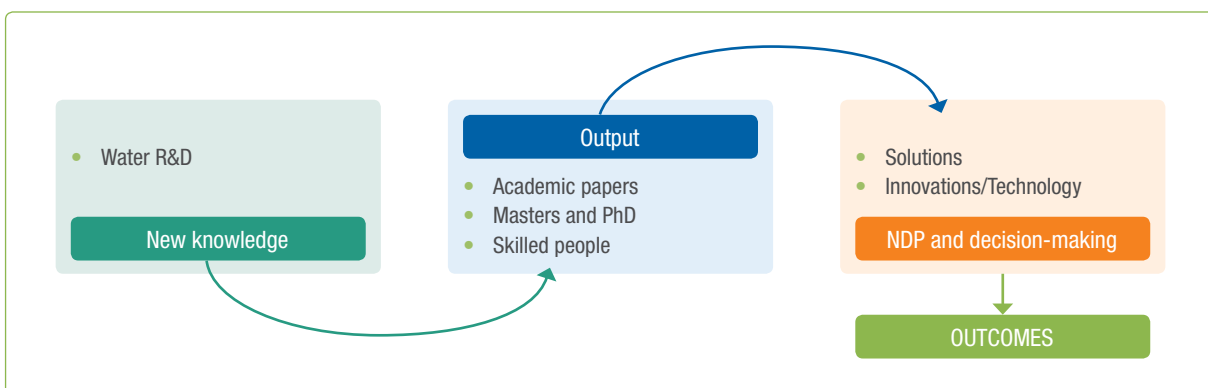 • Water R&D
New knowledge
Output
• Academic papers
• Masters and PhD
• Skilled people
• Solutions
• Innovations/Technology
NDP and decision-making
OUTCOMES